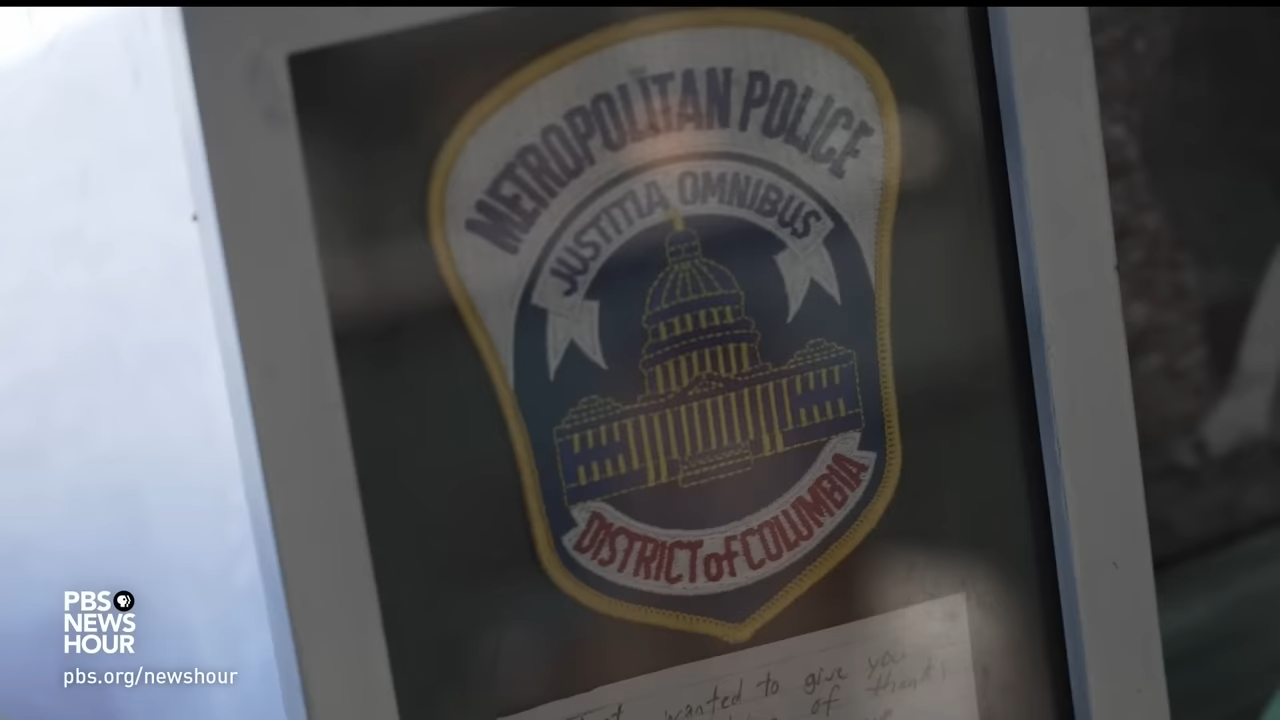 METROPOLITAN POLICE
JUSTITIA OMNIBUS
DISTRICT of COLUMBIA
wanted to give you
of thanks
PBS
NEWS
HOUR
pbs.org/newshour